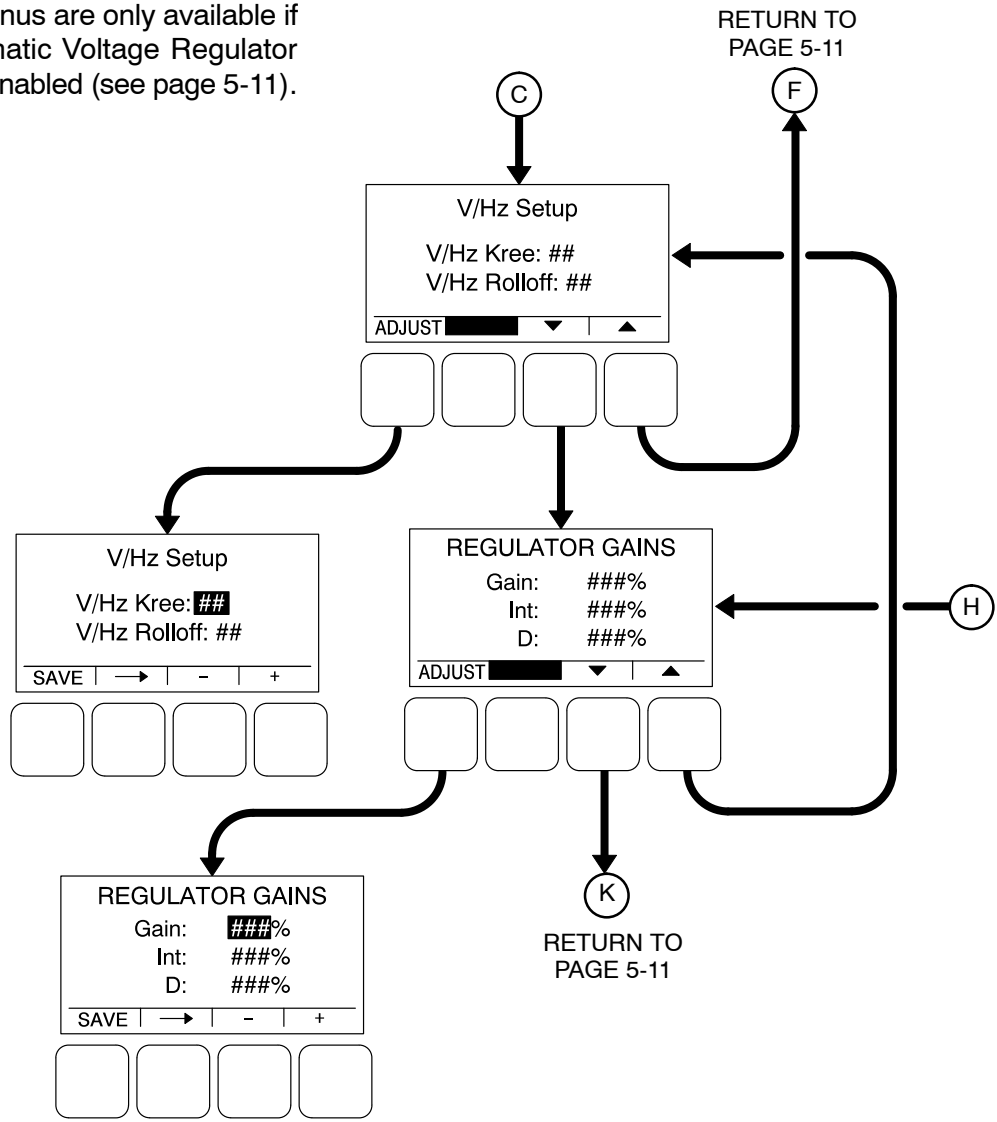 nus are only available if
matic Voltage Regulator
nabled (see page 5-11).
RETURN TO
PAGE 5-11
C
F
V/Hz Setup
V/Hz Kree: ##
V/Hz Rolloff: ##
ADJUST ▼ ▲
V/Hz Setup
V/Hz Kree: ##
V/Hz Rolloff: ##
SAVE → - +
REGULATOR GAINS
Gain: ###%
Int: ###%
D: ###%
ADJUST ▼ ▲
H
REGULATOR GAINS
Gain: ###%
Int: ###%
D: ###%
SAVE → - +
K
RETURN TO
PAGE 5-11